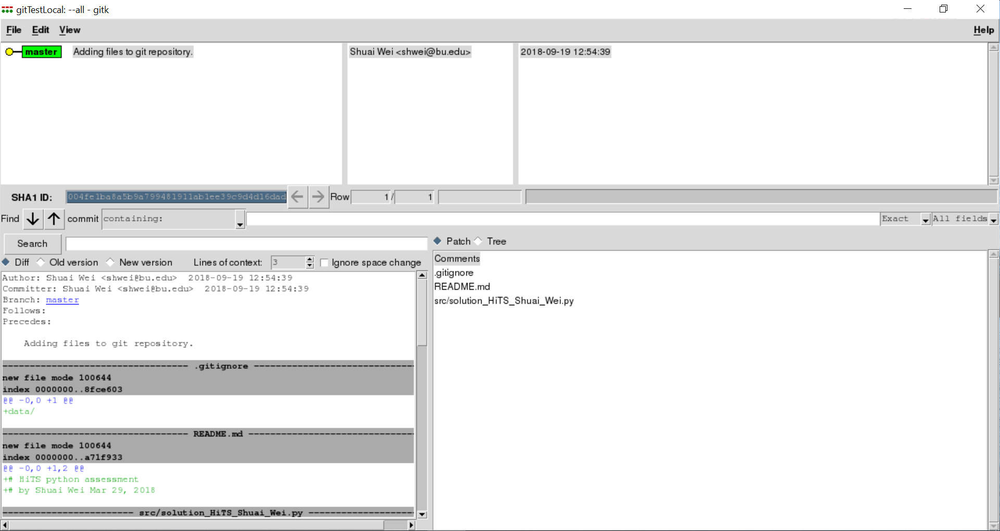 gitTestLocal: --all - gitk
File Edit View Help
master Adding files to git repository. Shuai Wei <shwei@bu.edu> 2018-09-19 12:54:39
SHA1 ID: 004fe1ba8a5b9a799481911ab1ee39c9d4d16dad Row 1 / 1
Find commit containing: Exact All fields
Search
Patch Tree
Diff Old version New version Lines of context: 3 Ignore space change
Author: Shuai Wei <shwei@bu.edu> 2018-09-19 12:54:39
Committer: Shuai Wei <shwei@bu.edu> 2018-09-19 12:54:39
Branch: master
Follows:
Precedes:
Adding files to git repository.
---------------------------------- .gitignore ------------------------------
new file mode 100644
index 0000000..8fce603
@@ -0,0 +1 @@
+data/
---------------------------------- README.md -------------------------------
new file mode 100644
index 0000000..a71f933
@@ -0,0 +1,2 @@
+# HiTS python assessment
+# by Shuai Wei Mar 29, 2018
------------------------ src/solution_HiTS_Shuai_Wei.py --------------------
Comments
.gitignore
README.md
src/solution_HiTS_Shuai_Wei.py